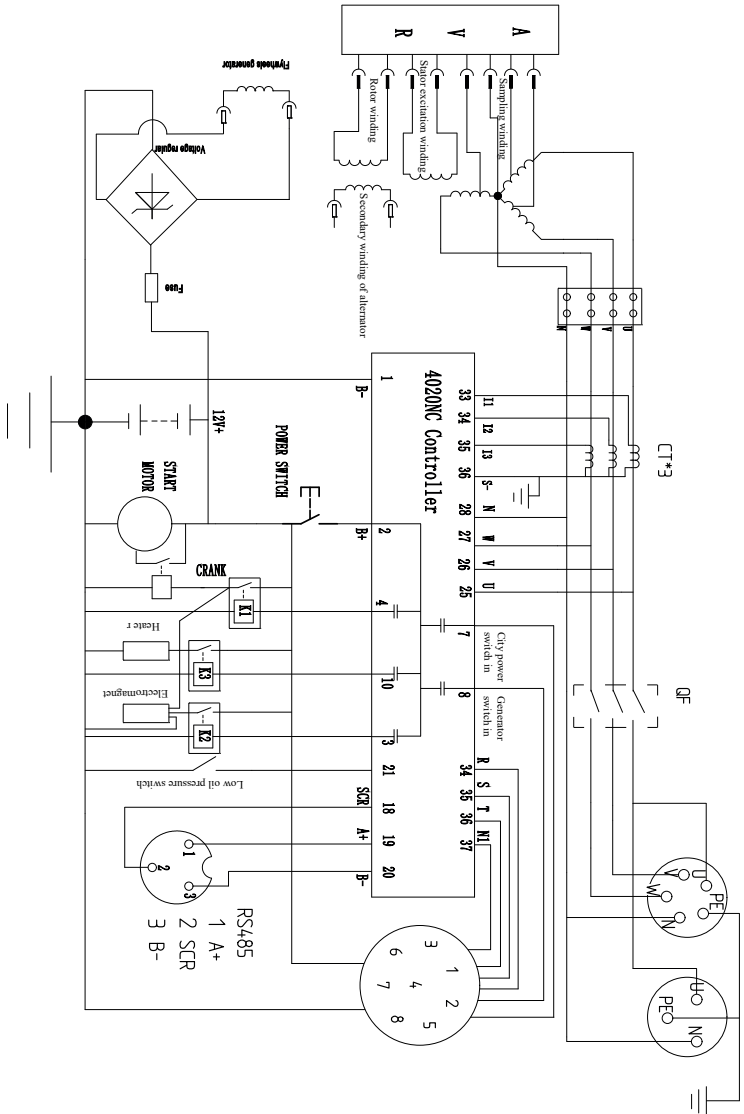 A V R
Flywheels generator
Rotor winding
Stator excitation winding
Sampling winding
Voltage regular
Secondary winding of alternator
Fuse
N W V U
CT*3
12V+
START MOTOR
POWER SWITCH
4020NC Controller
1 B-
2 B+
33 I1
34 I2
35 I3
36 S-
28 N
27 W
26 V
25 U
CRANK
K1
4
7
City power
switch in
Heate r
K3
10
8
Generator
switch in
QF
Electromagnet
K2
3
Low oil pressure switch
21
18 SCR
19 A+
20 B-
34 R
35 S
36 T
37 N1
1
2
3
RS485
1 A+
2 SCR
3 B-
3
1
2
6
4
7
5
8
V
U
PE
W
N
U
PE
N